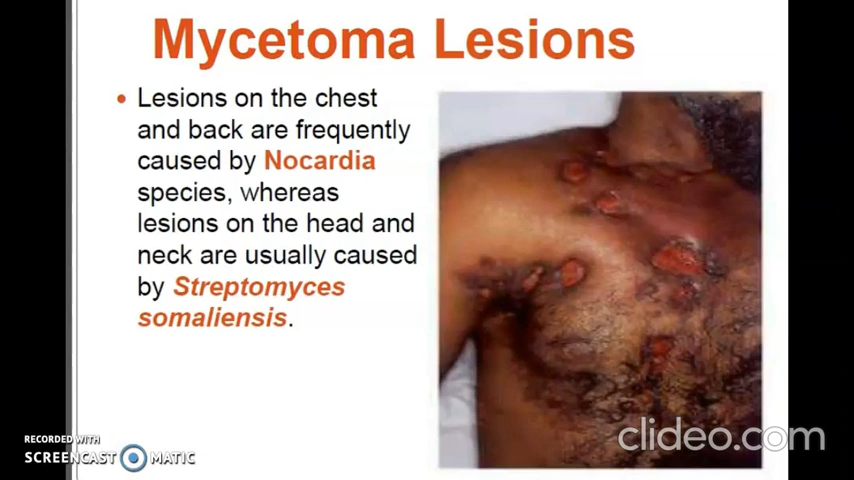 Mycetoma Lesions
• Lesions on the chest
and back are frequently
caused by Nocardia
species, whereas
lesions on the head and
neck are usually caused
by Streptomyces
somaliensis.
clideo.com
RECORDED WITH
SCREENCAST MATIC